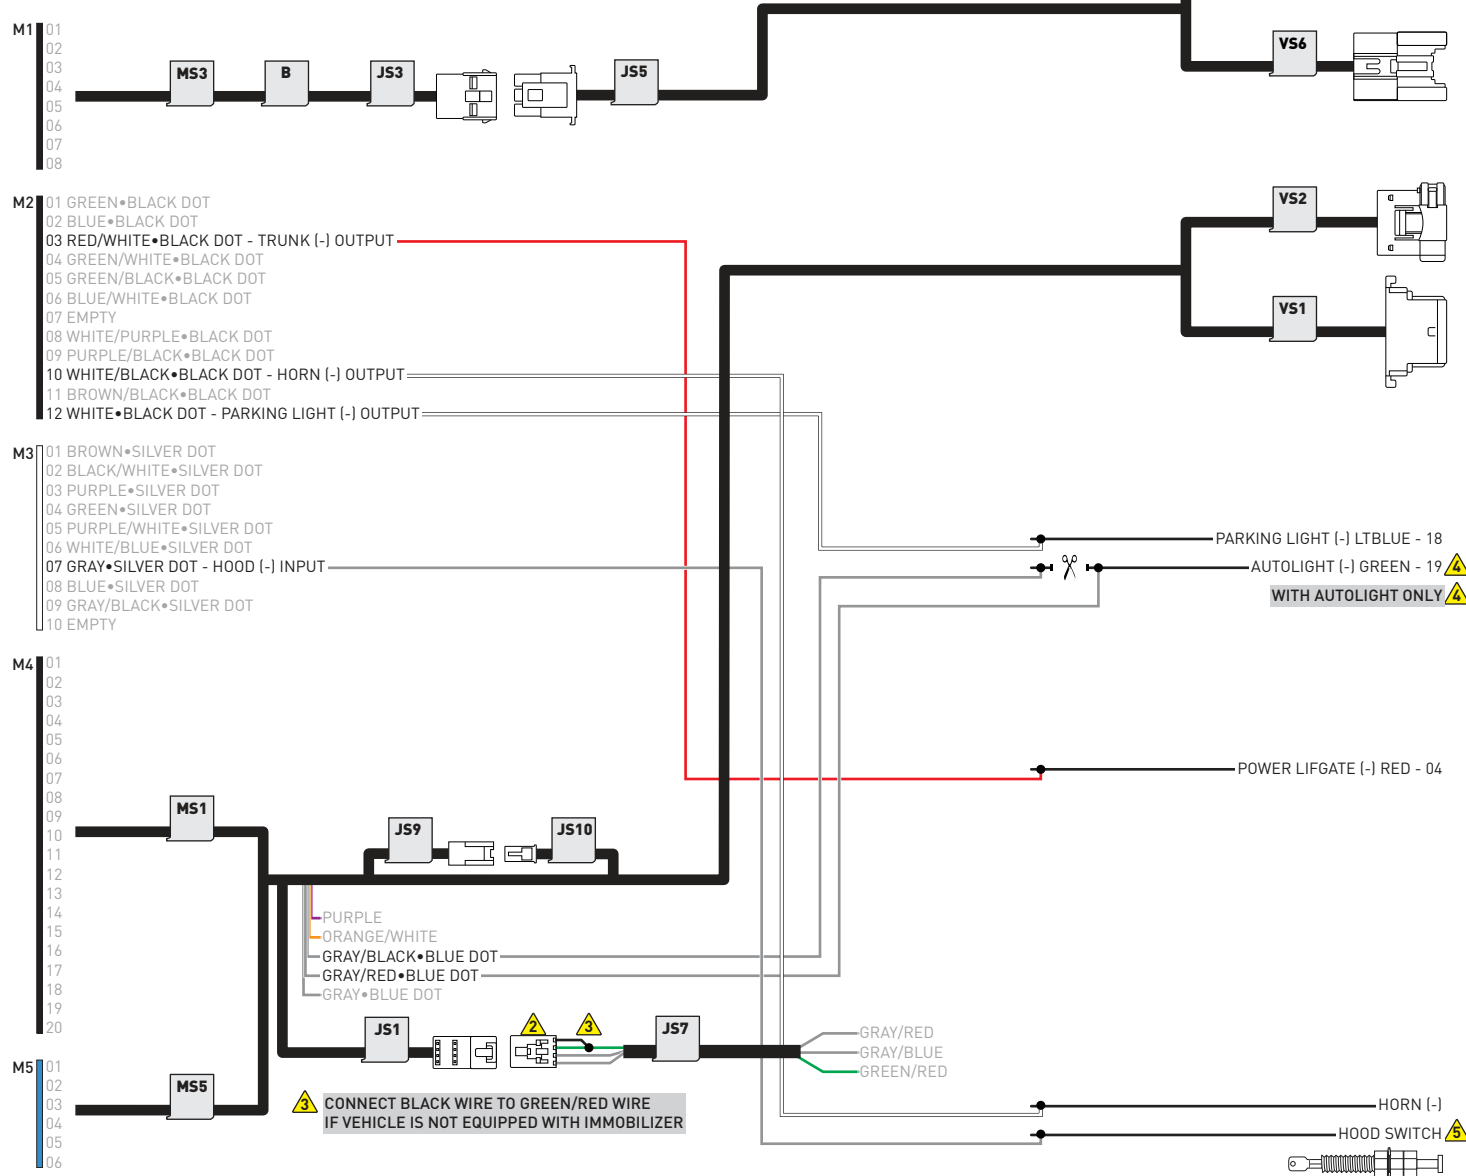 M1 01
02
03
04
05
06
07
08
MS3
B
JS3
JS5
VS6
M2 01 GREEN•BLACK DOT
02 BLUE•BLACK DOT
03 RED/WHITE•BLACK DOT - TRUNK (-) OUTPUT
04 GREEN/WHITE•BLACK DOT
05 GREEN/BLACK•BLACK DOT
06 BLUE/WHITE•BLACK DOT
07 EMPTY
08 WHITE/PURPLE•BLACK DOT
09 PURPLE/BLACK•BLACK DOT
10 WHITE/BLACK•BLACK DOT - HORN (-) OUTPUT
11 BROWN/BLACK•BLACK DOT
12 WHITE•BLACK DOT - PARKING LIGHT (-) OUTPUT
VS2
VS1
M3 01 BROWN•SILVER DOT
02 BLACK/WHITE•SILVER DOT
03 PURPLE•SILVER DOT
04 GREEN•SILVER DOT
05 PURPLE/WHITE•SILVER DOT
06 WHITE/BLUE•SILVER DOT
07 GRAY•SILVER DOT - HOOD (-) INPUT
08 BLUE•SILVER DOT
09 GRAY/BLACK•SILVER DOT
10 EMPTY
PARKING LIGHT (-) LTBLUE - 18
AUTOLIGHT (-) GREEN - 19 4
WITH AUTOLIGHT ONLY 4
M4 01
02
03
04
05
06
07
08
09
10
11
12
13
14
15
16
17
18
19
20
POWER LIFGATE (-) RED - 04
MS1
JS9
JS10
PURPLE
ORANGE/WHITE
GRAY/BLACK•BLUE DOT
GRAY/RED•BLUE DOT
GRAY•BLUE DOT
JS1
2
3
JS7
GRAY/RED
GRAY/BLUE
GREEN/RED
M5 01
02
03
04
05
06
MS5
3 CONNECT BLACK WIRE TO GREEN/RED WIRE
IF VEHICLE IS NOT EQUIPPED WITH IMMOBILIZER
HORN (-)
HOOD SWITCH 5